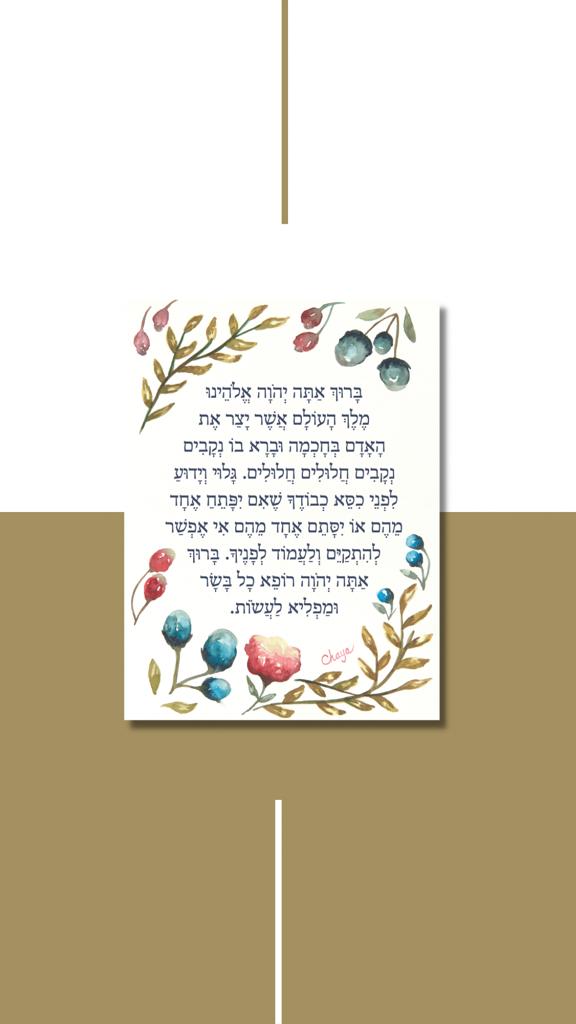 בָּרוּךְ אַתָּה יְהֹוָה אֱלֹהֵינוּ
מֶלֶךְ הָעוֹלָם אֲשֶׁר יָצַר אֶת
הָאָדָם בְּחָכְמָה וּבָרָא בוֹ נְקָבִים
נְקָבִים חֲלוּלִים חֲלוּלִים. גָּלוּי וְיָדוּעַ
לִפְנֵי כִסֵּא כְבוֹדֶךָ שֶׁאִם יִפָּתֵחַ אֶחָד
מֵהֶם אוֹ יִסָּתֵם אֶחָד מֵהֶם אִי אֶפְשַׁר
לְהִתְקַיֵּם וְלַעֲמוֹד לְפָנֶיךָ. בָּרוּךְ
אַתָּה יְהֹוָה רוֹפֵא כָל בָּשָׂר
וּמַפְלִיא לַעֲשׂוֹת.
Chaya